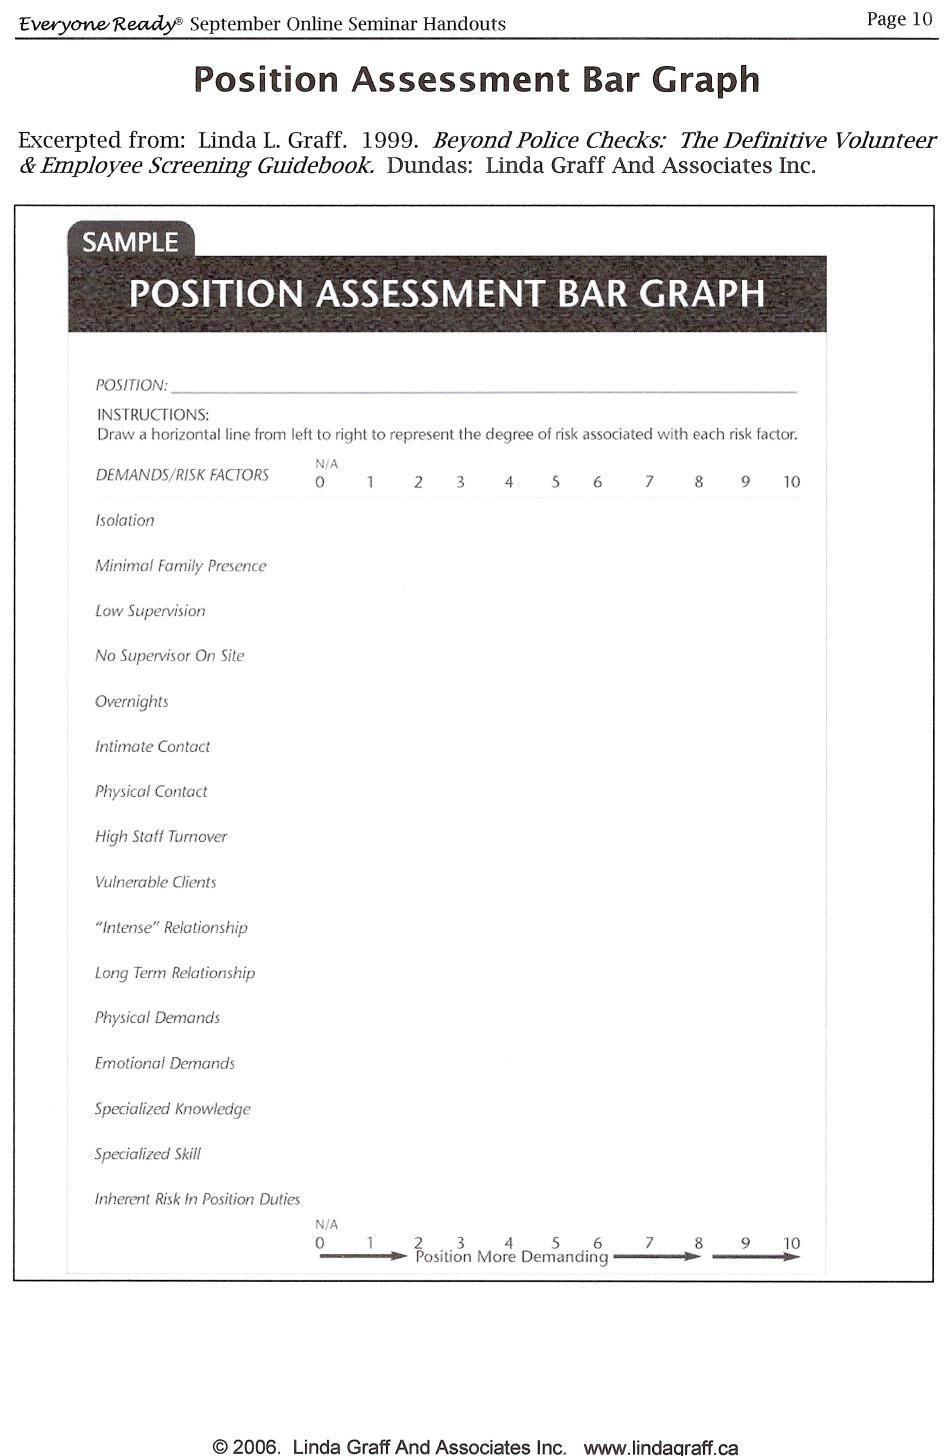 Everyone Ready® September Online Seminar Handouts Page 10
Position Assessment Bar Graph
Excerpted from: Linda L. Graff. 1999. Beyond Police Checks: The Definitive Volunteer
& Employee Screening Guidebook. Dundas: Linda Graff And Associates Inc.
SAMPLE
POSITION ASSESSMENT BAR GRAPH
POSITION:
INSTRUCTIONS:
Draw a horizontal line from left to right to represent the degree of risk associated with each risk factor.
N/A
DEMANDS/RISK FACTORS 0 1 2 3 4 5 6 7 8 9 10
Isolation
Minimal Family Presence
Low Supervision
No Supervisor On Site
Overnights
Intimate Contact
Physical Contact
High Staff Turnover
Vulnerable Clients
“Intense” Relationship
Long Term Relationship
Physical Demands
Emotional Demands
Specialized Knowledge
Specialized Skill
Inherent Risk In Position Duties
N/A
0 1 2 3 4 5 6 7 8 9 10
Position More Demanding
© 2006. Linda Graff And Associates Inc. www.lindagraff.ca